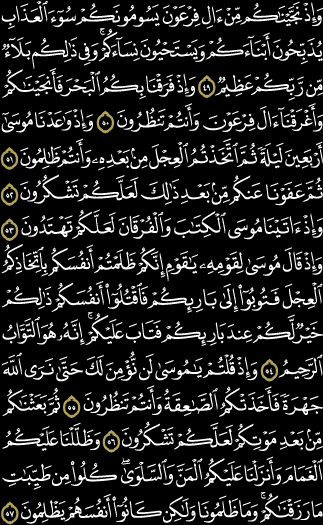 وَإِذْ نَجَّيْنَٰكُم مِّنْ ءَالِ فِرْعَوْنَ يَسُومُونَكُمْ سُوٓءَ ٱلْعَذَابِ
يُذَبِّحُونَ أَبْنَآءَكُمْ وَيَسْتَحْيُونَ نِسَآءَكُمْ ۚ وَفِى ذَٰلِكُم بَلَآءٌ
مِّن رَّبِّكُمْ عَظِيمٌ ٤٩ وَإِذْ فَرَقْنَا بِكُمُ ٱلْبَحْرَ فَأَنجَيْنَٰكُمْ
وَأَغْرَقْنَآ ءَالَ فِرْعَوْنَ وَأَنتُمْ تَنظُرُونَ ٥٠ وَإِذْ وَٰعَدْنَا مُوسَىٰٓ
أَرْبَعِينَ لَيْلَةً ثُمَّ ٱتَّخَذْتُمُ ٱلْعِجْلَ مِنۢ بَعْدِهِۦ وَأَنتُمْ ظَٰلِمُونَ ٥١
ثُمَّ عَفَوْنَا عَنكُم مِّنۢ بَعْدِ ذَٰلِكَ لَعَلَّكُمْ تَشْكُرُونَ ٥٢
وَإِذْ ءَاتَيْنَا مُوسَى ٱلْكِتَٰبَ وَٱلْفُرْقَانَ لَعَلَّكُمْ تَهْتَدُونَ ٥٣
وَإِذْ قَالَ مُوسَىٰ لِقَوْمِهِۦ يَٰقَوْمِ إِنَّكُمْ ظَلَمْتُمْ أَنفُسَكُم بِٱتِّخَاذِكُمُ
ٱلْعِجْلَ فَتُوبُوٓا۟ إِلَىٰ بَارِئِكُمْ فَٱقْتُلُوٓا۟ أَنفُسَكُمْ ذَٰلِكُمْ
خَيْرٌ لَّكُمْ عِندَ بَارِئِكُمْ فَتَابَ عَلَيْكُمْ ۚ إِنَّهُۥ هُوَ ٱلتَّوَّابُ
ٱلرَّحِيمُ ٥٤ وَإِذْ قُلْتُمْ يَٰمُوسَىٰ لَن نُّؤْمِنَ لَكَ حَتَّىٰ نَرَى ٱللَّهَ
جَهْرَةً فَأَخَذَتْكُمُ ٱلصَّٰعِقَةُ وَأَنتُمْ تَنظُرُونَ ٥٥ ثُمَّ بَعَثْنَٰكُم
مِّنۢ بَعْدِ مَوْتِكُمْ لَعَلَّكُمْ تَشْكُرُونَ ٥٦ وَظَلَّلْنَا عَلَيْكُمُ
ٱلْغَمَامَ وَأَنزَلْنَا عَلَيْكُمُ ٱلْمَنَّ وَٱلسَّلْوَىٰ ۖ كُلُوا۟ مِن طَيِّبَٰتِ
مَا رَزَقْنَٰكُمْ ۖ وَمَا ظَلَمُونَا وَلَٰكِن كَانُوٓا۟ أَنفُسَهُمْ يَظْلِمُونَ ٥٧